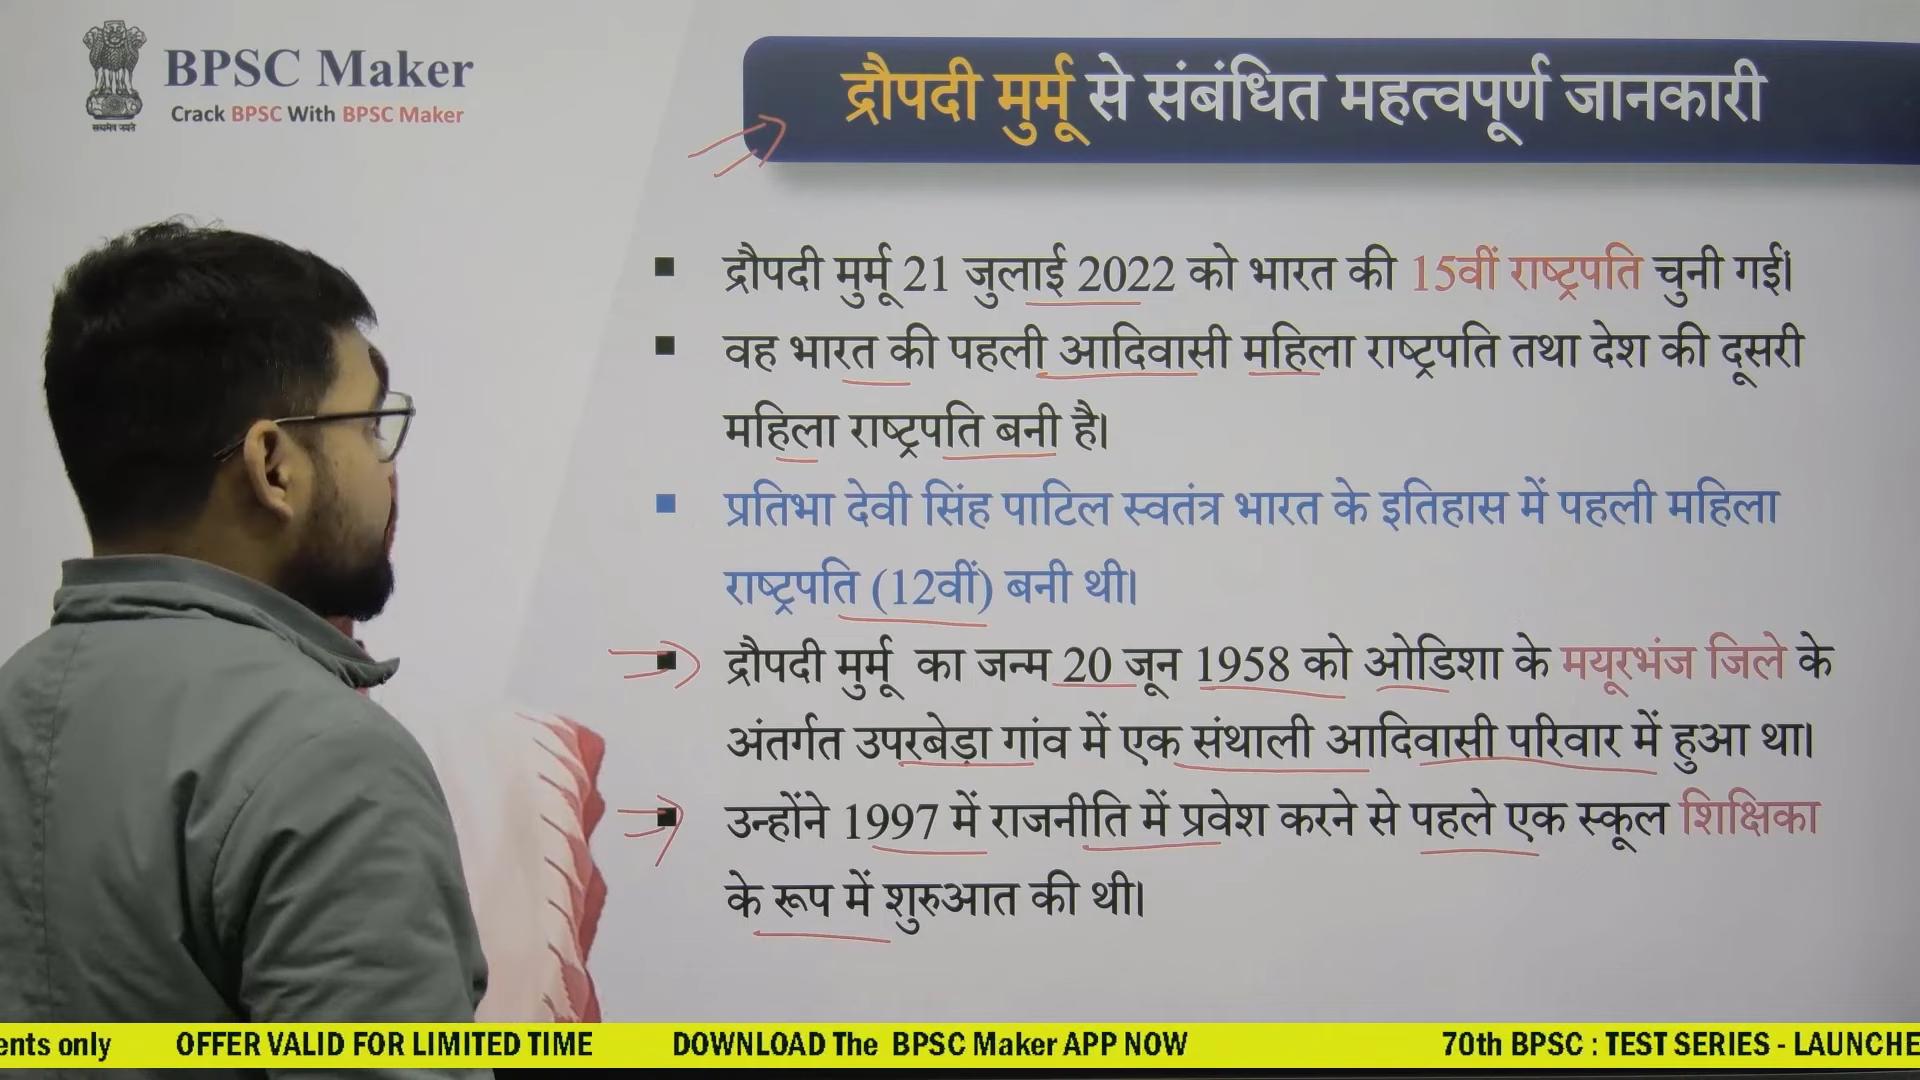 BPSC Maker
Crack BPSC With BPSC Maker
सत्यमेव जयते
द्रौपदी मुर्मू से संबंधित महत्वपूर्ण जानकारी
▪ द्रौपदी मुर्मू 21 जुलाई 2022 को भारत की 15वीं राष्ट्रपति चुनी गईं।
▪ वह भारत की पहली आदिवासी महिला राष्ट्रपति तथा देश की दूसरी
महिला राष्ट्रपति बनी है।
▪ प्रतिभा देवी सिंह पाटिल स्वतंत्र भारत के इतिहास में पहली महिला
राष्ट्रपति (12वीं) बनी थी।
▪ द्रौपदी मुर्मू का जन्म 20 जून 1958 को ओडिशा के मयूरभंज जिले के
अंतर्गत उपरबेड़ा गांव में एक संथाली आदिवासी परिवार में हुआ था।
▪ उन्होंने 1997 में राजनीति में प्रवेश करने से पहले एक स्कूल शिक्षिका
के रूप में शुरुआत की थी।
ents only OFFER VALID FOR LIMITED TIME DOWNLOAD The BPSC Maker APP NOW 70th BPSC : TEST SERIES - LAUNCHE